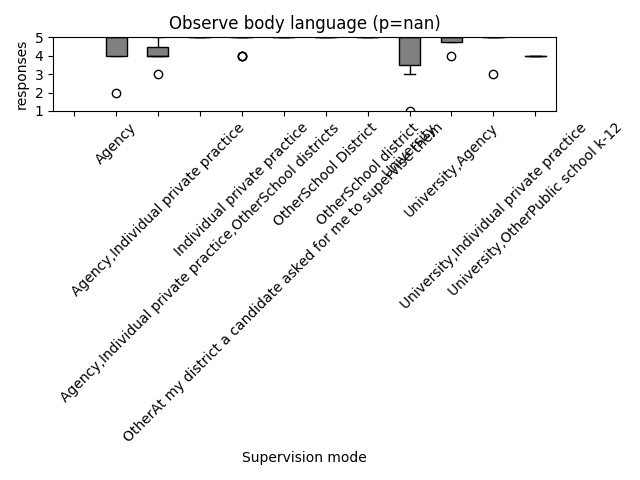 Observe body language (p=nan)
responses
5
4
3
2
1
Agency
Agency,Individual private practice
Agency,Individual private practice,OtherSchool districts
Individual private practice
OtherAt my district a candidate asked for me to supervise them
OtherSchool District
OtherSchool district
University
University,Agency
University,Individual private practice
University,OtherPublic school k-12
Supervision mode